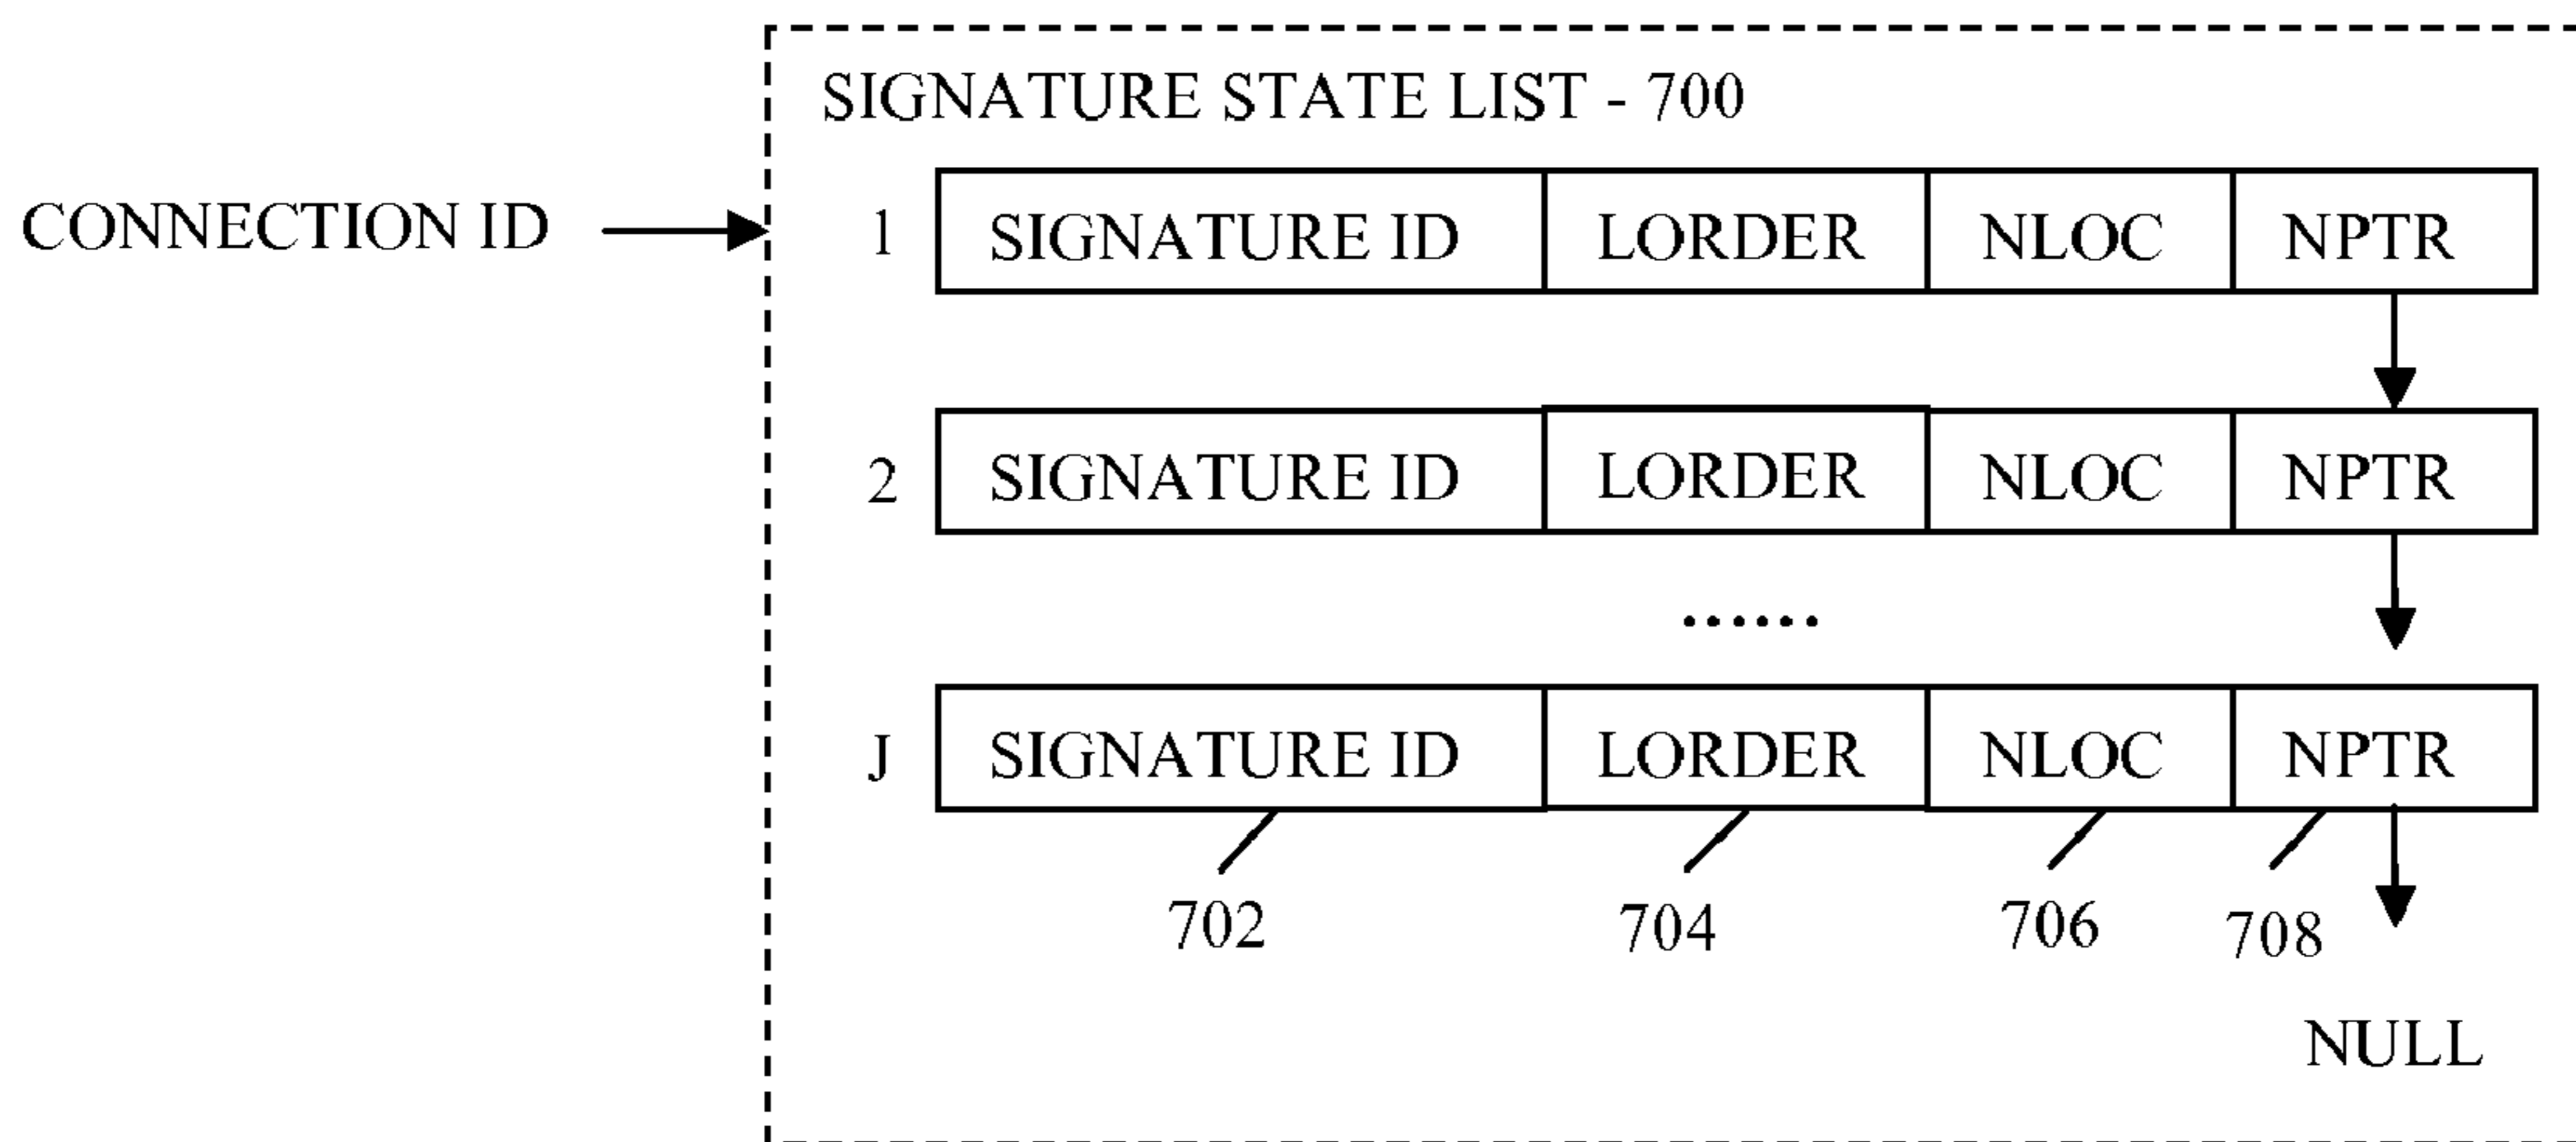 SIGNATURE STATE LIST - 700
CONNECTION ID
1 SIGNATURE ID LORDER NLOC NPTR
2 SIGNATURE ID LORDER NLOC NPTR
......
J SIGNATURE ID LORDER NLOC NPTR
702 704 706 708
NULL